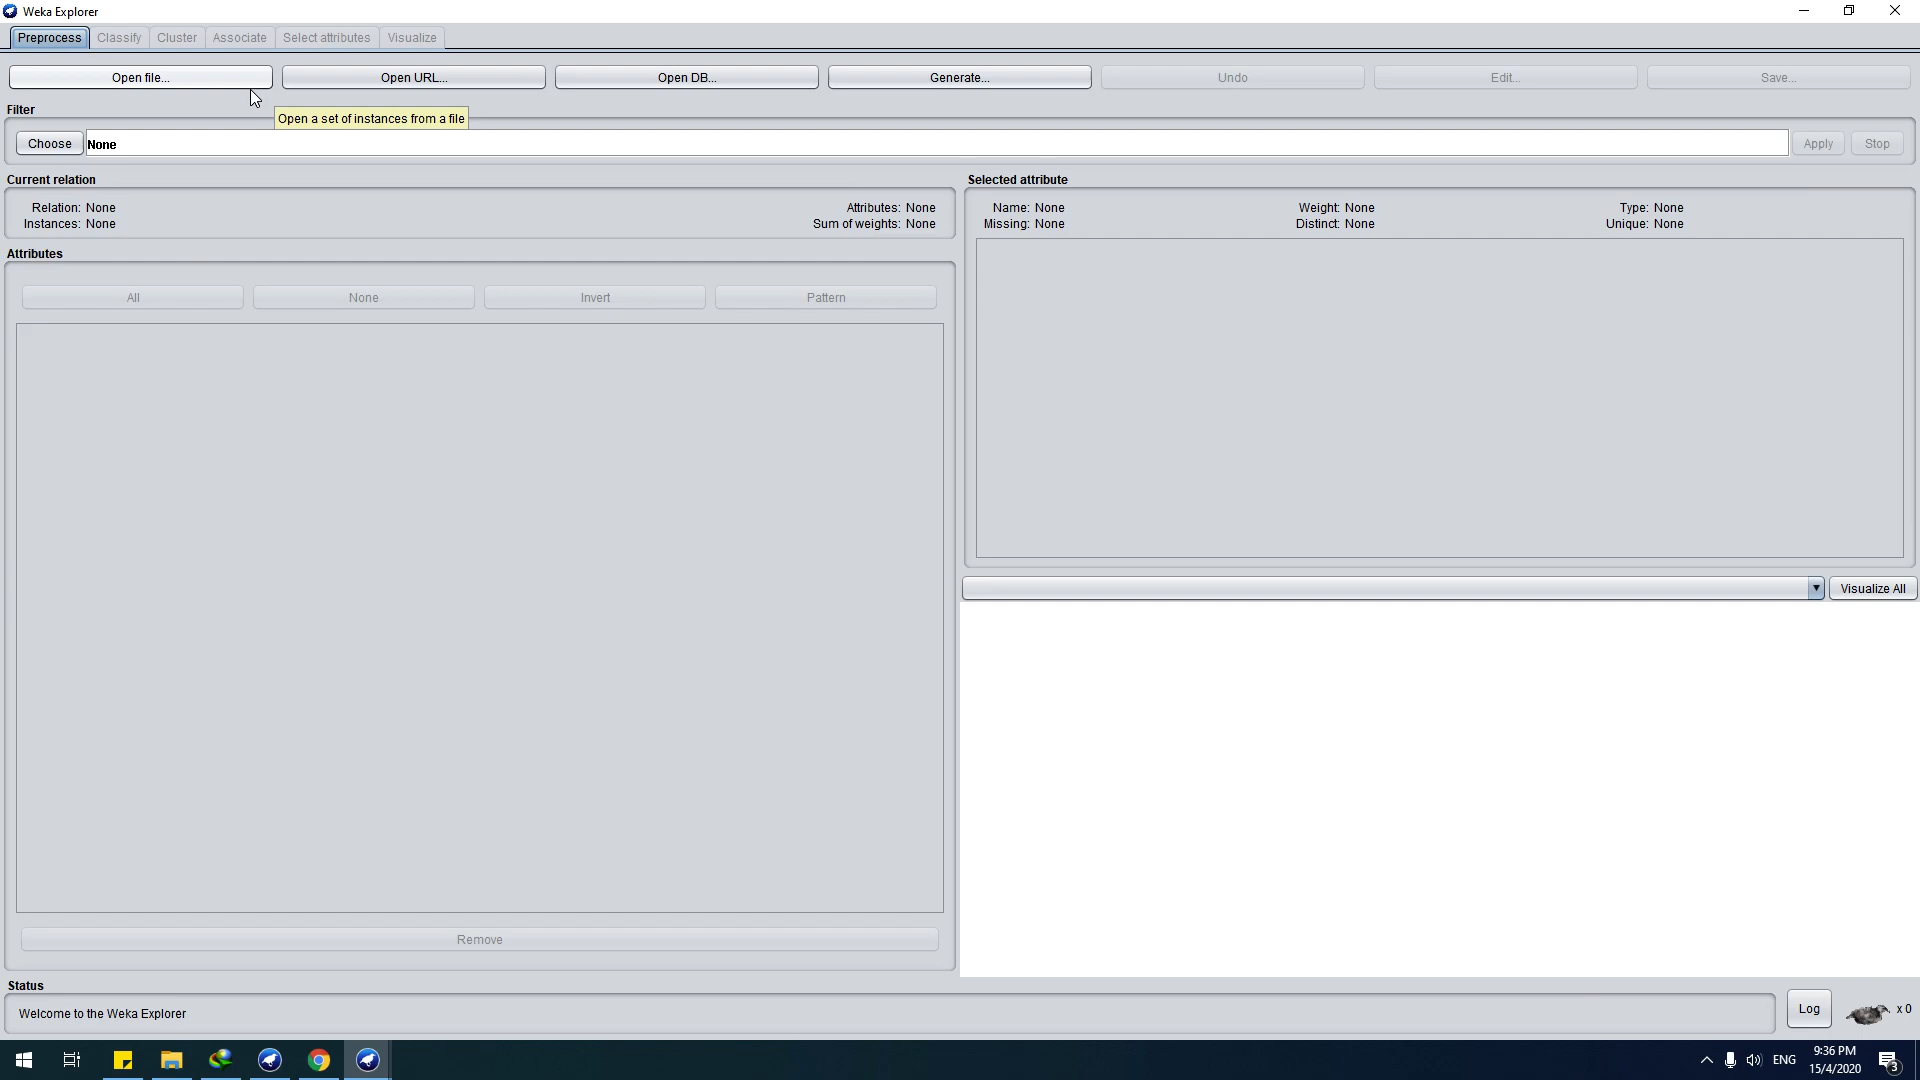 Weka Explorer
Preprocess Classify Cluster Associate Select attributes Visualize
Open file... Open URL... Open DB... Generate... Undo Edit... Save...
Filter
Open a set of instances from a file
Choose None Apply Stop
Current relation
Relation: None Attributes: None
Instances: None Sum of weights: None
Selected attribute
Name: None Weight: None Type: None
Missing: None Distinct: None Unique: None
Attributes
All None Invert Pattern
Visualize All
Remove
Status
Welcome to the Weka Explorer
Log x 0
ENG
9:36 PM
15/4/2020
3